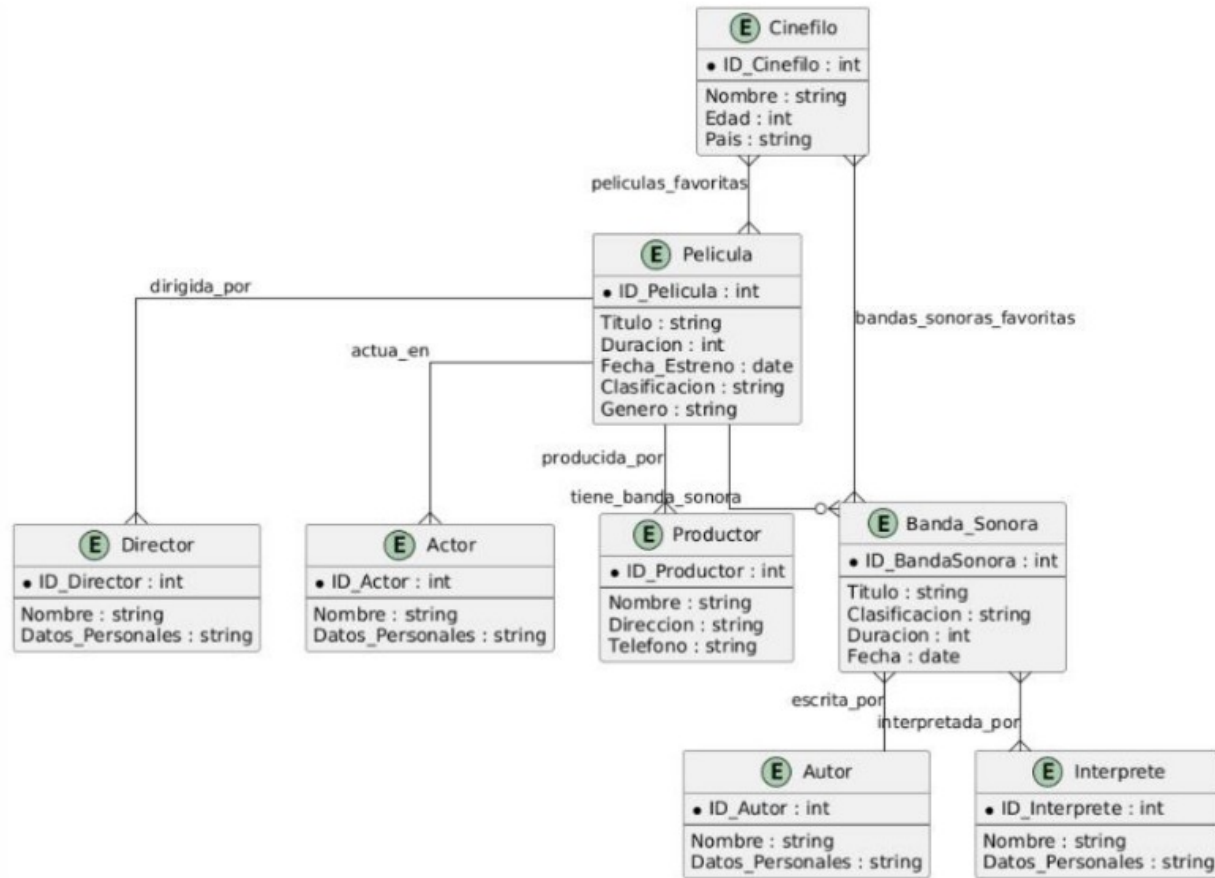 E Cinefilo
ID_Cinefilo : int
Nombre : string
Edad : int
Pais : string
peliculas_favoritas
E Pelicula
ID_Pelicula : int
Titulo : string
Duracion : int
Fecha_Estreno : date
Clasificacion : string
Genero : string
dirigida_por
actua_en
bandas_sonoras_favoritas
producida_por
tiene_banda_sonora
E Director
ID_Director : int
Nombre : string
Datos_Personales : string
E Actor
ID_Actor : int
Nombre : string
Datos_Personales : string
E Productor
ID_Productor : int
Nombre : string
Direccion : string
Telefono : string
E Banda_Sonora
ID_BandaSonora : int
Titulo : string
Clasificacion : string
Duracion : int
Fecha : date
escrita_por
interpretada_por
E Autor
ID_Autor : int
Nombre : string
Datos_Personales : string
E Interprete
ID_Interprete : int
Nombre : string
Datos_Personales : string